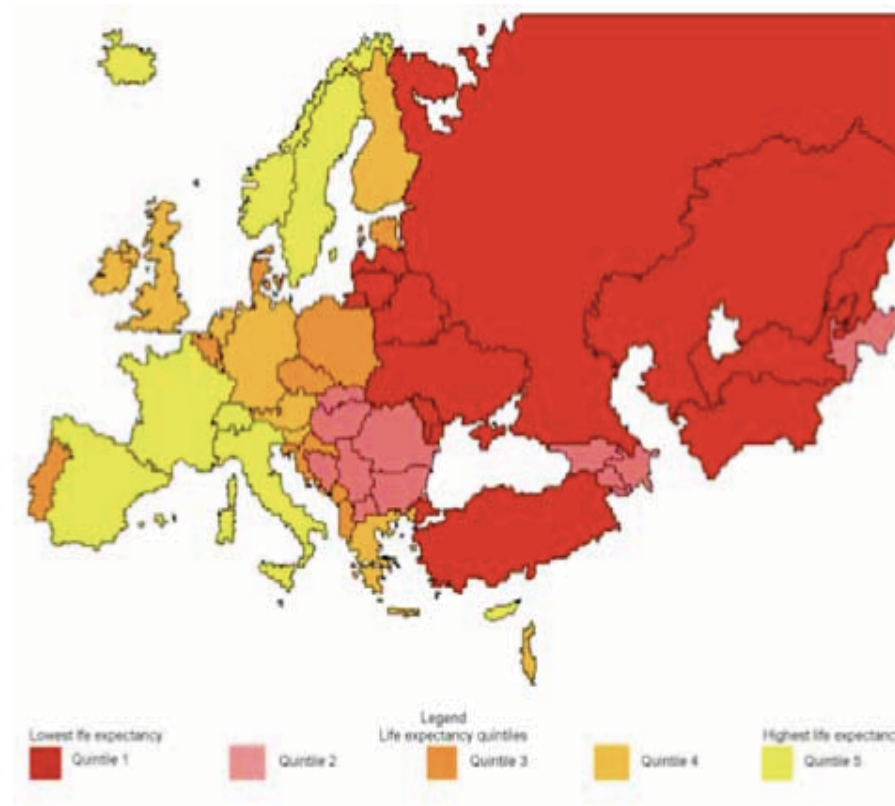 Legend
Lowest lfe expectancy
Life expectancy quintiles
Highest life expectanc
Quintile 1
Quintile 2
Quintile 3
Quintile 4
Quintile 5